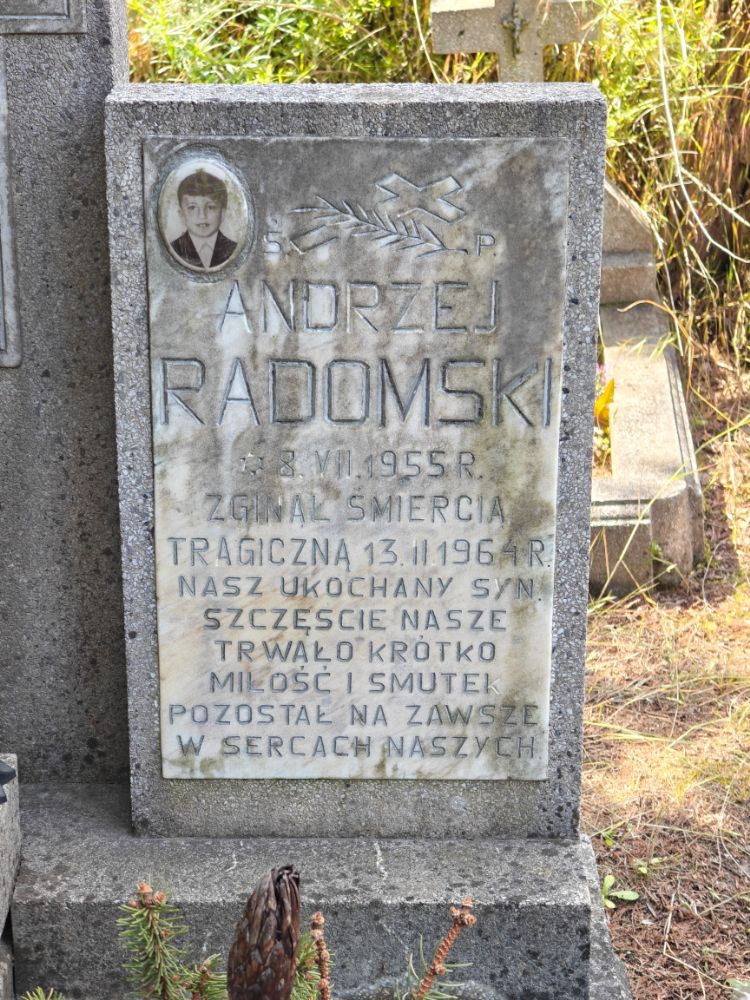 Ś. P.
ANDRZEJ
RADOMSKI
8. VII. 1955 R.
ZGINĄŁ ŚMIERCIĄ
TRAGICZNĄ 13. II. 1964 R.
NASZ UKOCHANY SYN.
SZCZĘŚCIE NASZE
TRWAŁO KRÓTKO
MIŁOŚĆ I SMUTEK
POZOSTAŁ NA ZAWSZE
W SERCACH NASZYCH